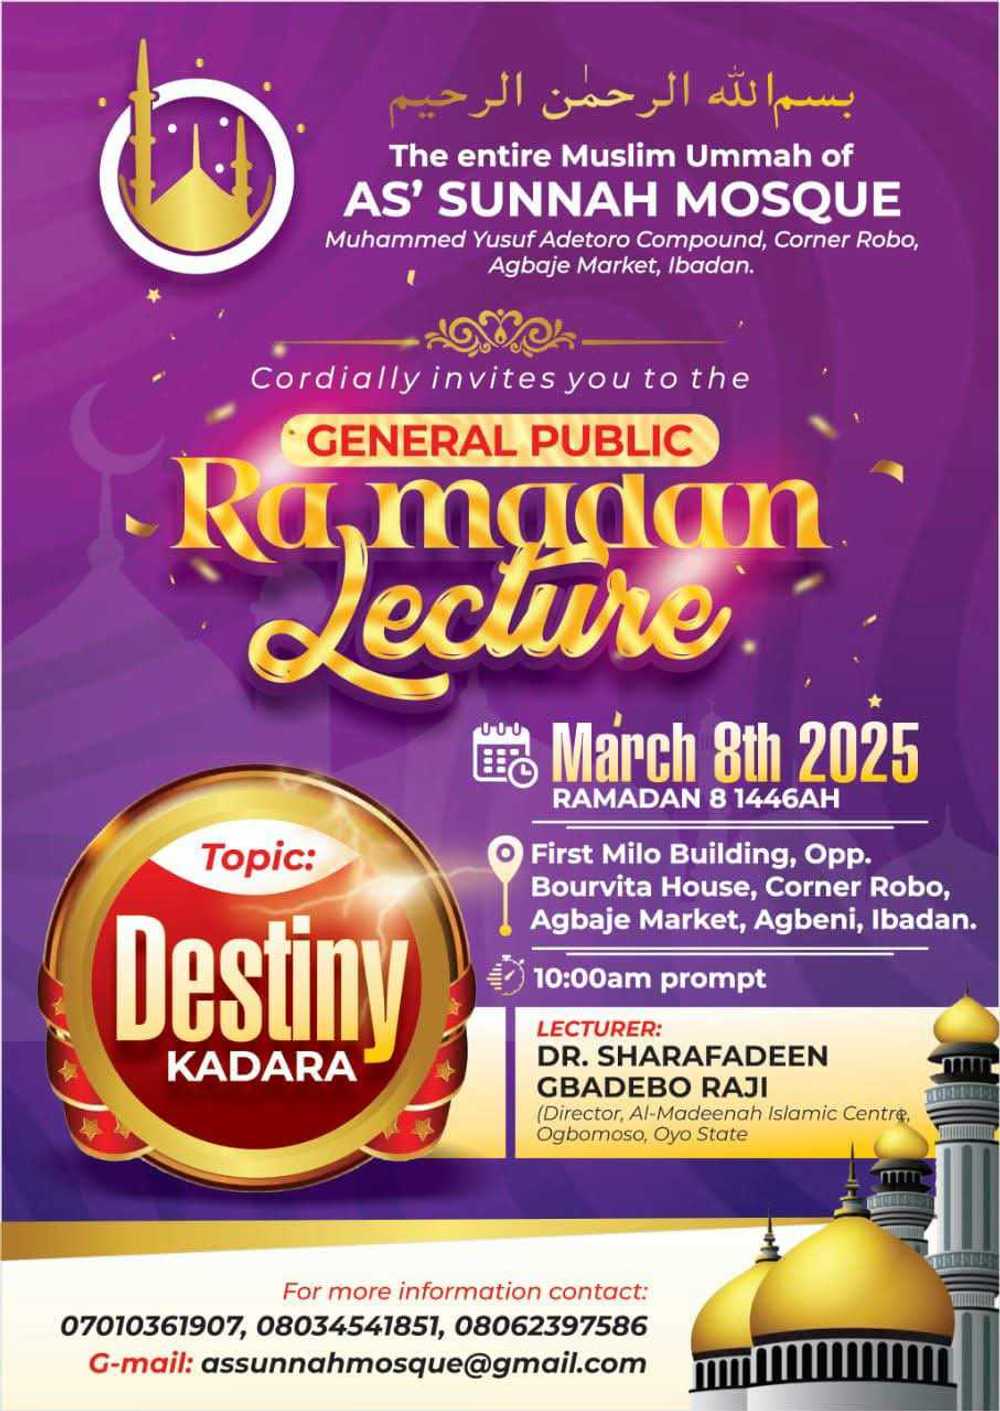 بسم الله الرحمٰن الرحيم
The entire Muslim Ummah of
AS' SUNNAH MOSQUE
Muhammed Yusuf Adetoro Compound, Corner Robo,
Agbaje Market, Ibadan.
Cordially invites you to the
GENERAL PUBLIC
Ramadan
Lecture
March 8th 2025
RAMADAN 8 1446AH
First Milo Building, Opp.
Bourvita House, Corner Robo,
Agbaje Market, Agbeni, Ibadan.
10:00am prompt
Topic:
Destiny
KADARA
LECTURER:
DR. SHARAFADEEN
GBADEBO RAJI
(Director, Al-Madeenah Islamic Centre,
Ogbomoso, Oyo State
For more information contact:
07010361907, 08034541851, 08062397586
G-mail: assunnahmosque@gmail.com